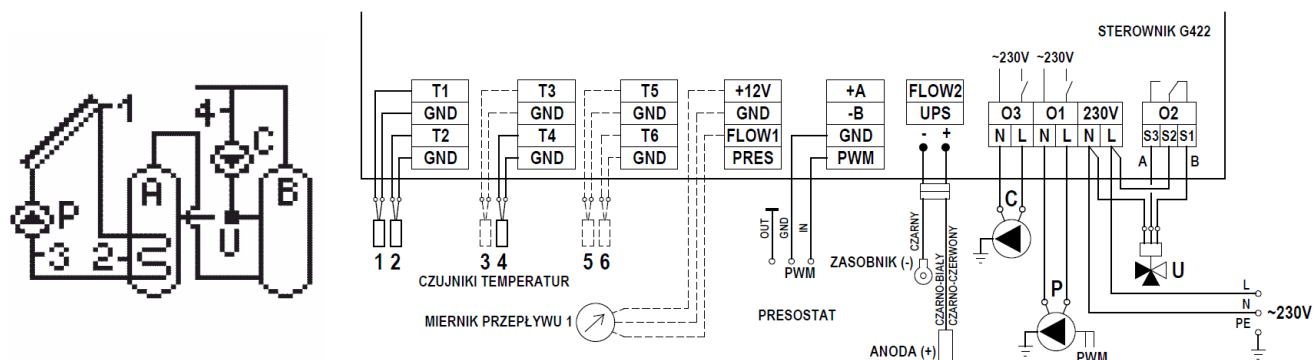 1
4
C
A
B
P
U
3
2
STEROWNIK G422
~230V ~230V
T1
GND
T2
GND
T3
GND
T4
GND
T5
GND
T6
GND
+12V
GND
FLOW1
PRES
+A
-B
GND
PWM
FLOW2
UPS
- +
O3 O1 230V
N L N L N L
O2
S3 S2 S1
A B
1 2 3 4 5 6
CZUJNIKI TEMPERATUR
MIERNIK PRZEPŁYWU 1
OUT
GND
IN
PWM
PRESOSTAT
CZARNY
ZASOBNIK (-)
CZARNO-BIAŁY
CZARNO-CZERWONY
ANODA (+)
C
P
PWM
U
L
N
PE
~230V